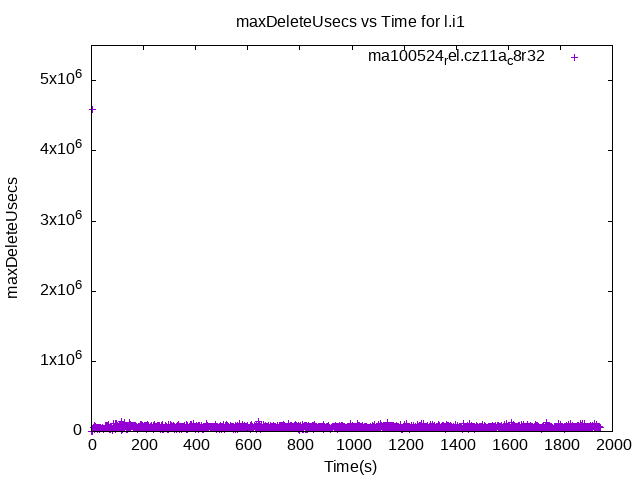 maxDeleteUsecs vs Time for l.i1
ma100524_rel.cz11a_c8r32
5x10^6
4x10^6
3x10^6
2x10^6
1x10^6
0
maxDeleteUsecs
0 200 400 600 800 1000 1200 1400 1600 1800 2000
Time(s)